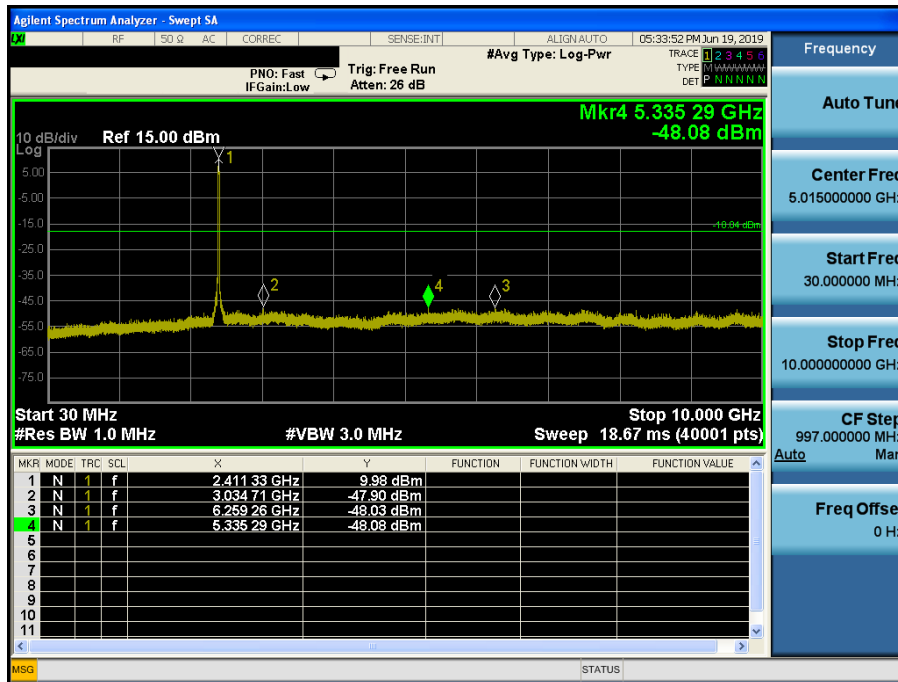 Agilent Spectrum Analyzer - Swept SA
LXI RF 50 Ω AC CORREC SENSE:INT ALIGNAUTO 05:33:52 PM Jun 19, 2019
#Avg Type: Log-Pwr TRACE 1 2 3 4 5 6
PNO: Fast Trig: Free Run TYPE MWWWWW
IFGain:Low Atten: 26 dB DET P N N N N N
Mkr4 5.335 29 GHz
-48.08 dBm
10 dB/div Ref 15.00 dBm
Log
1
5.00
-5.00
-15.0
-25.0
-35.0
2
4
3
-45.0
-55.0
-65.0
-75.0
Start 30 MHz Stop 10.000 GHz
#Res BW 1.0 MHz #VBW 3.0 MHz Sweep 18.67 ms (40001 pts)
MKR MODE TRC SCL X Y FUNCTION FUNCTION WIDTH FUNCTION VALUE
1 N 1 f 2.411 33 GHz 9.98 dBm
2 N 1 f 3.034 71 GHz -47.90 dBm
3 N 1 f 6.259 26 GHz -48.03 dBm
4 N 1 f 5.335 29 GHz -48.08 dBm
5
6
7
8
9
10
11
MSG STATUS
Frequency
Auto Tune
Center Freq
5.015000000 GHz
Start Freq
30.000000 MHz
Stop Freq
10.000000000 GHz
CF Step
997.000000 MHz
Auto Man
Freq Offset
0 Hz